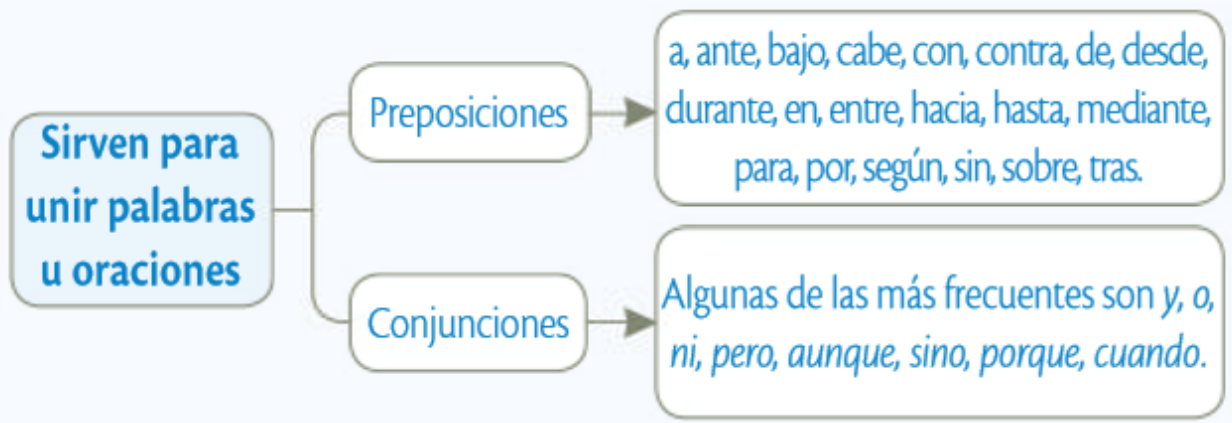 Sirven para
unir palabras
u oraciones
Preposiciones
a, ante, bajo, cabe, con, contra, de, desde,
durante, en, entre, hacia, hasta, mediante,
para, por, según, sin, sobre, tras.
Conjunciones
Algunas de las más frecuentes son y, o,
ni, pero, aunque, sino, porque, cuando.